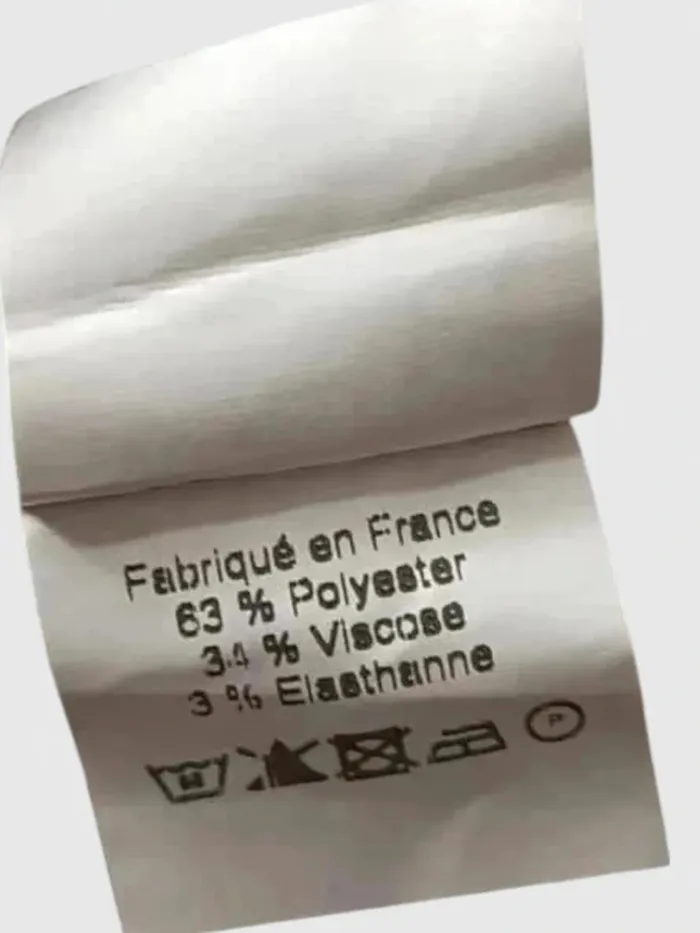 Fabriqué en France
63 % Polyester
34 % Viscose
3 % Elasthanne
P